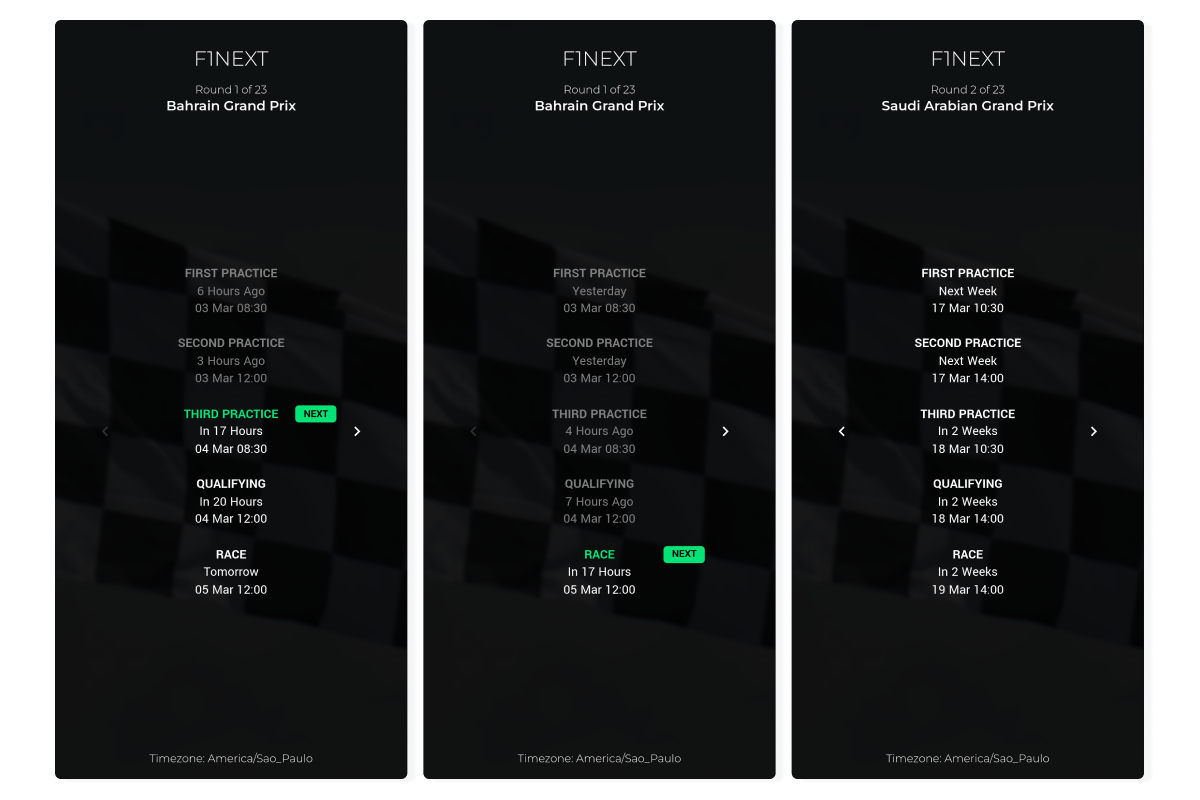 F1NEXT
Round 1 of 23
Bahrain Grand Prix
FIRST PRACTICE
6 Hours Ago
03 Mar 08:30
SECOND PRACTICE
3 Hours Ago
03 Mar 12:00
THIRD PRACTICE NEXT
In 17 Hours
04 Mar 08:30
QUALIFYING
In 20 Hours
04 Mar 12:00
RACE
Tomorrow
05 Mar 12:00
Timezone: America/Sao_Paulo
F1NEXT
Round 1 of 23
Bahrain Grand Prix
FIRST PRACTICE
Yesterday
03 Mar 08:30
SECOND PRACTICE
Yesterday
03 Mar 12:00
THIRD PRACTICE
4 Hours Ago
04 Mar 08:30
QUALIFYING
7 Hours Ago
04 Mar 12:00
RACE NEXT
In 17 Hours
05 Mar 12:00
Timezone: America/Sao_Paulo
F1NEXT
Round 2 of 23
Saudi Arabian Grand Prix
FIRST PRACTICE
Next Week
17 Mar 10:30
SECOND PRACTICE
Next Week
17 Mar 14:00
THIRD PRACTICE
In 2 Weeks
18 Mar 10:30
QUALIFYING
In 2 Weeks
18 Mar 14:00
RACE
In 2 Weeks
19 Mar 14:00
Timezone: America/Sao_Paulo